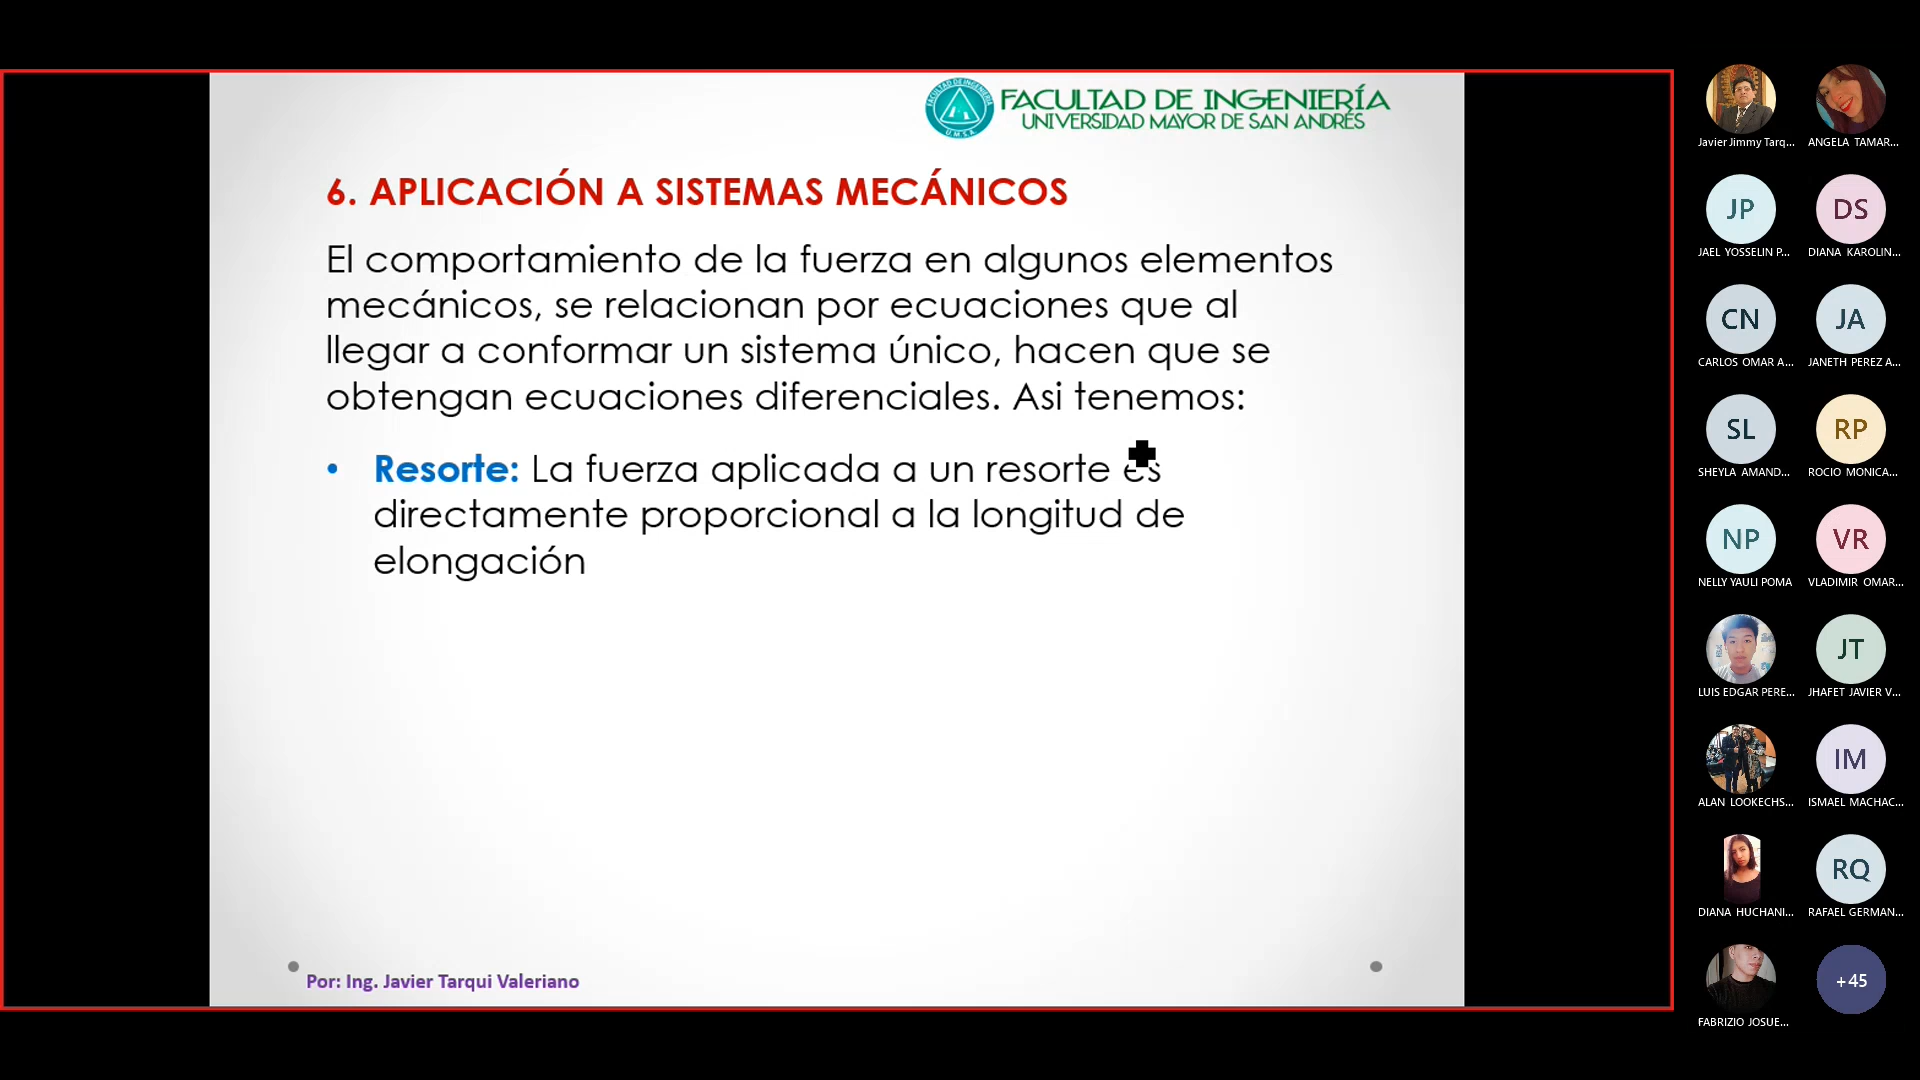 FACULTAD DE INGENIERÍA
UNIVERSIDAD MAYOR DE SAN ANDRÉS
FACULTAD DE INGENIERIA
U.M.S.A.
6. APLICACIÓN A SISTEMAS MECÁNICOS
El comportamiento de la fuerza en algunos elementos
mecánicos, se relacionan por ecuaciones que al
llegar a conformar un sistema único, hacen que se
obtengan ecuaciones diferenciales. Asi tenemos:
• Resorte: La fuerza aplicada a un resorte es
directamente proporcional a la longitud de
elongación
Por: Ing. Javier Tarqui Valeriano
Javier Jimmy Tarq...
ANGELA TAMAR...
JP
DS
JAEL YOSSELIN P...
DIANA KAROLIN...
CN
JA
CARLOS OMAR A...
JANETH PEREZ A...
SL
RP
SHEYLA AMAND...
ROCIO MONICA...
NP
VR
NELLY YAULI POMA
VLADIMIR OMAR...
JT
LUIS EDGAR PERE...
JHAFET JAVIER V...
IM
ALAN LOOKECHS...
ISMAEL MACHAC...
RQ
DIANA HUCHANI...
RAFAEL GERMAN...
+45
FABRIZIO JOSUE...